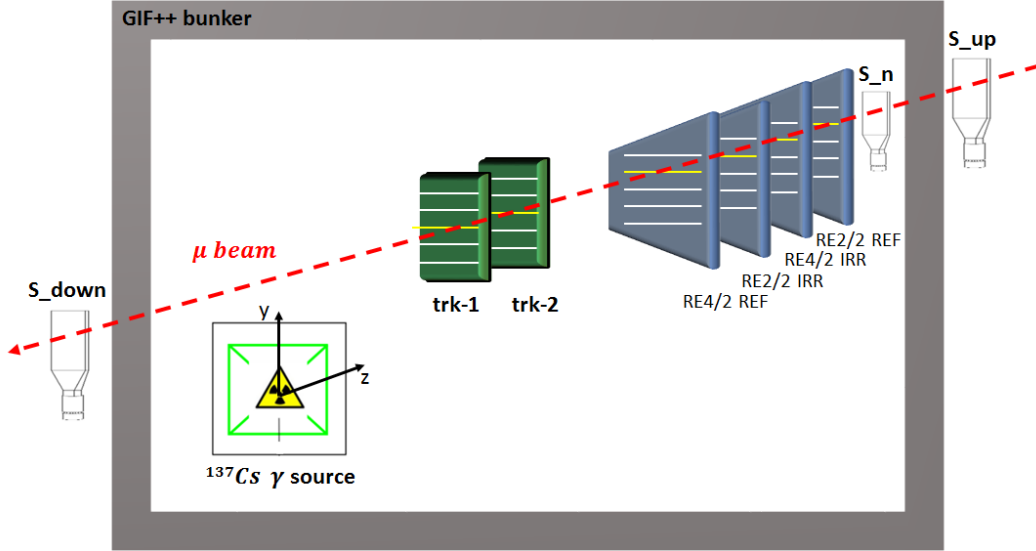 GIF++ bunker
S_up
S_n
RE2/2 REF
RE4/2 IRR
RE2/2 IRR
RE4/2 REF
trk-1 trk-2
μ beam
S_down
y
z
¹³⁷Cs γ source